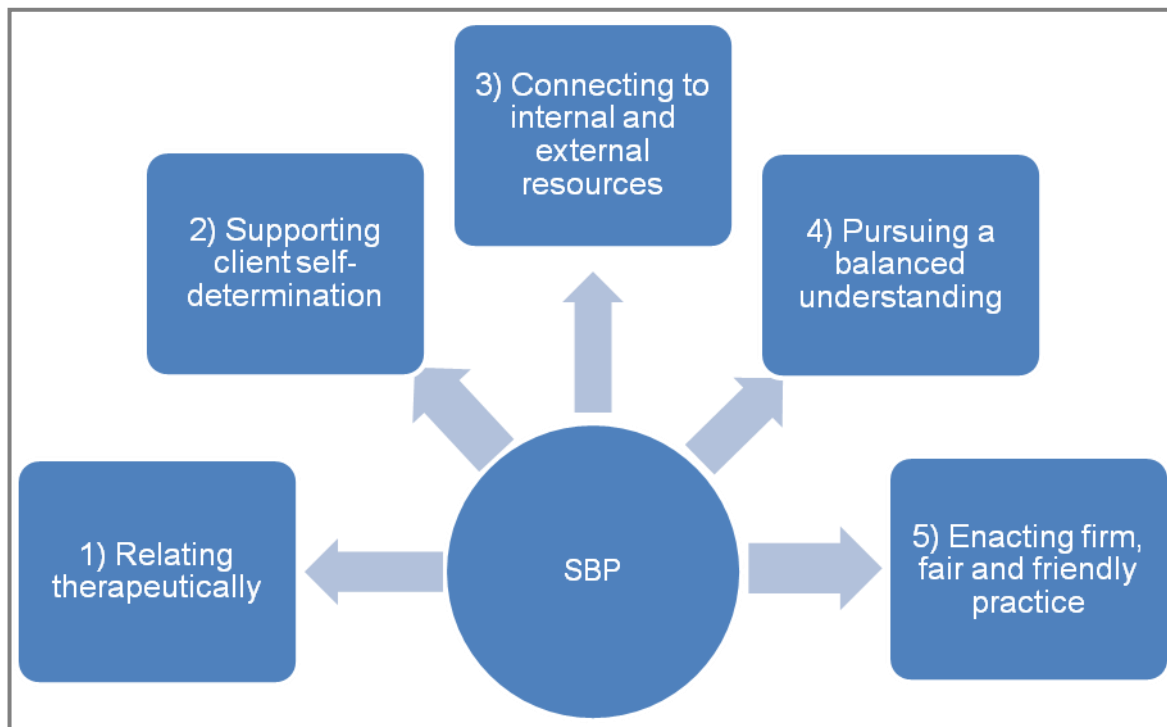 1) Relating
therapeutically
2) Supporting
client self-
determination
3) Connecting to
internal and
external
resources
4) Pursuing a
balanced
understanding
5) Enacting firm,
fair and friendly
practice
SBP